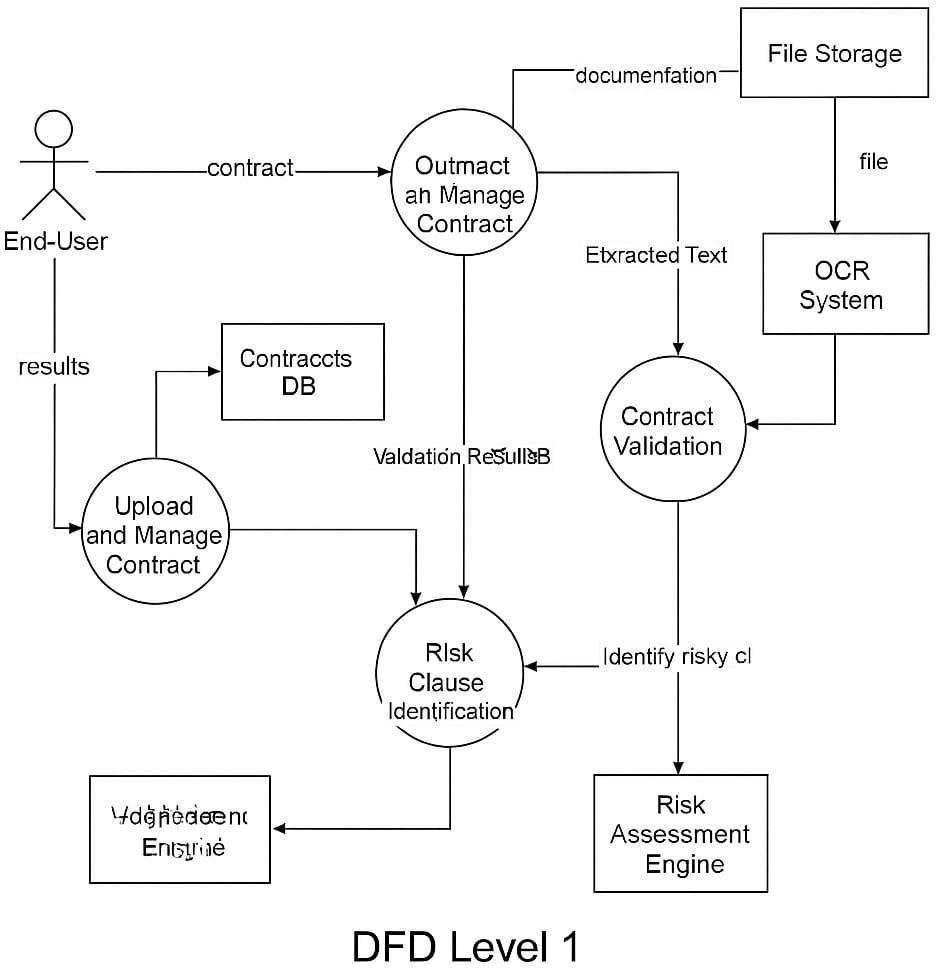 File Storage
documenfation
contract
Outmact
an Manage
Contract
file
End-User
Etxracted Text
OCR
System
results
Contraccts
DB
Contract
Validation
Valdation
Upload
and Manage
Contract
RIsk
Clause
Identification
Identify risky cl
Risk
Assessment
Engine
DFD Level 1